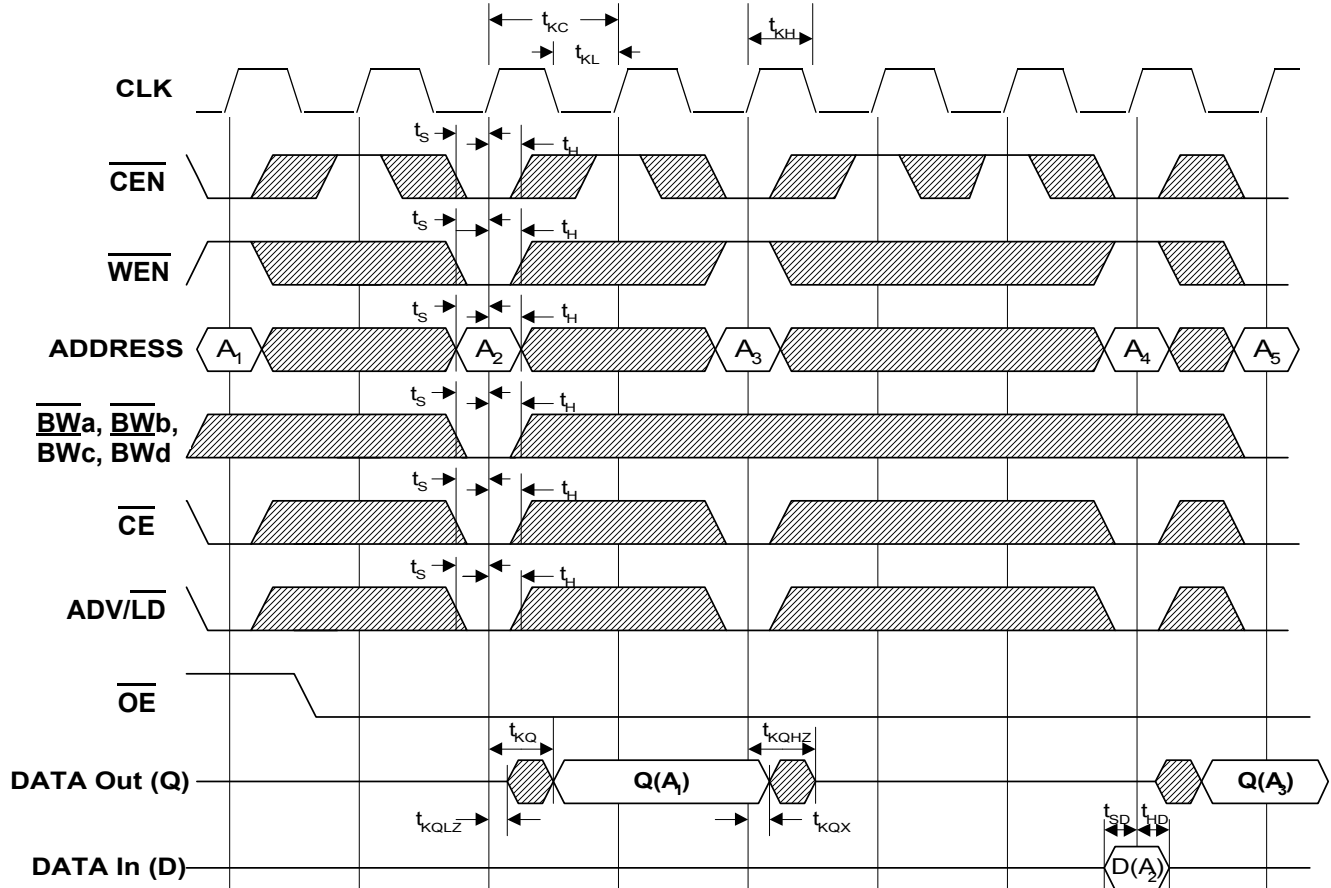 tKC
tKH
tKL
CLK
tS
tH
CEN
tS
tH
WEN
tS
tH
ADDRESS A1 A2 A3 A4 A5
tS
tH
BWa, BWb,
BWc, BWd
tS
tH
CE
tS
tH
ADV/LD
OE
tKQ
tKQHZ
DATA Out (Q) Q(A1) Q(A3)
tKQLZ
tKQX
tSD
tHD
DATA In (D) D(A2)